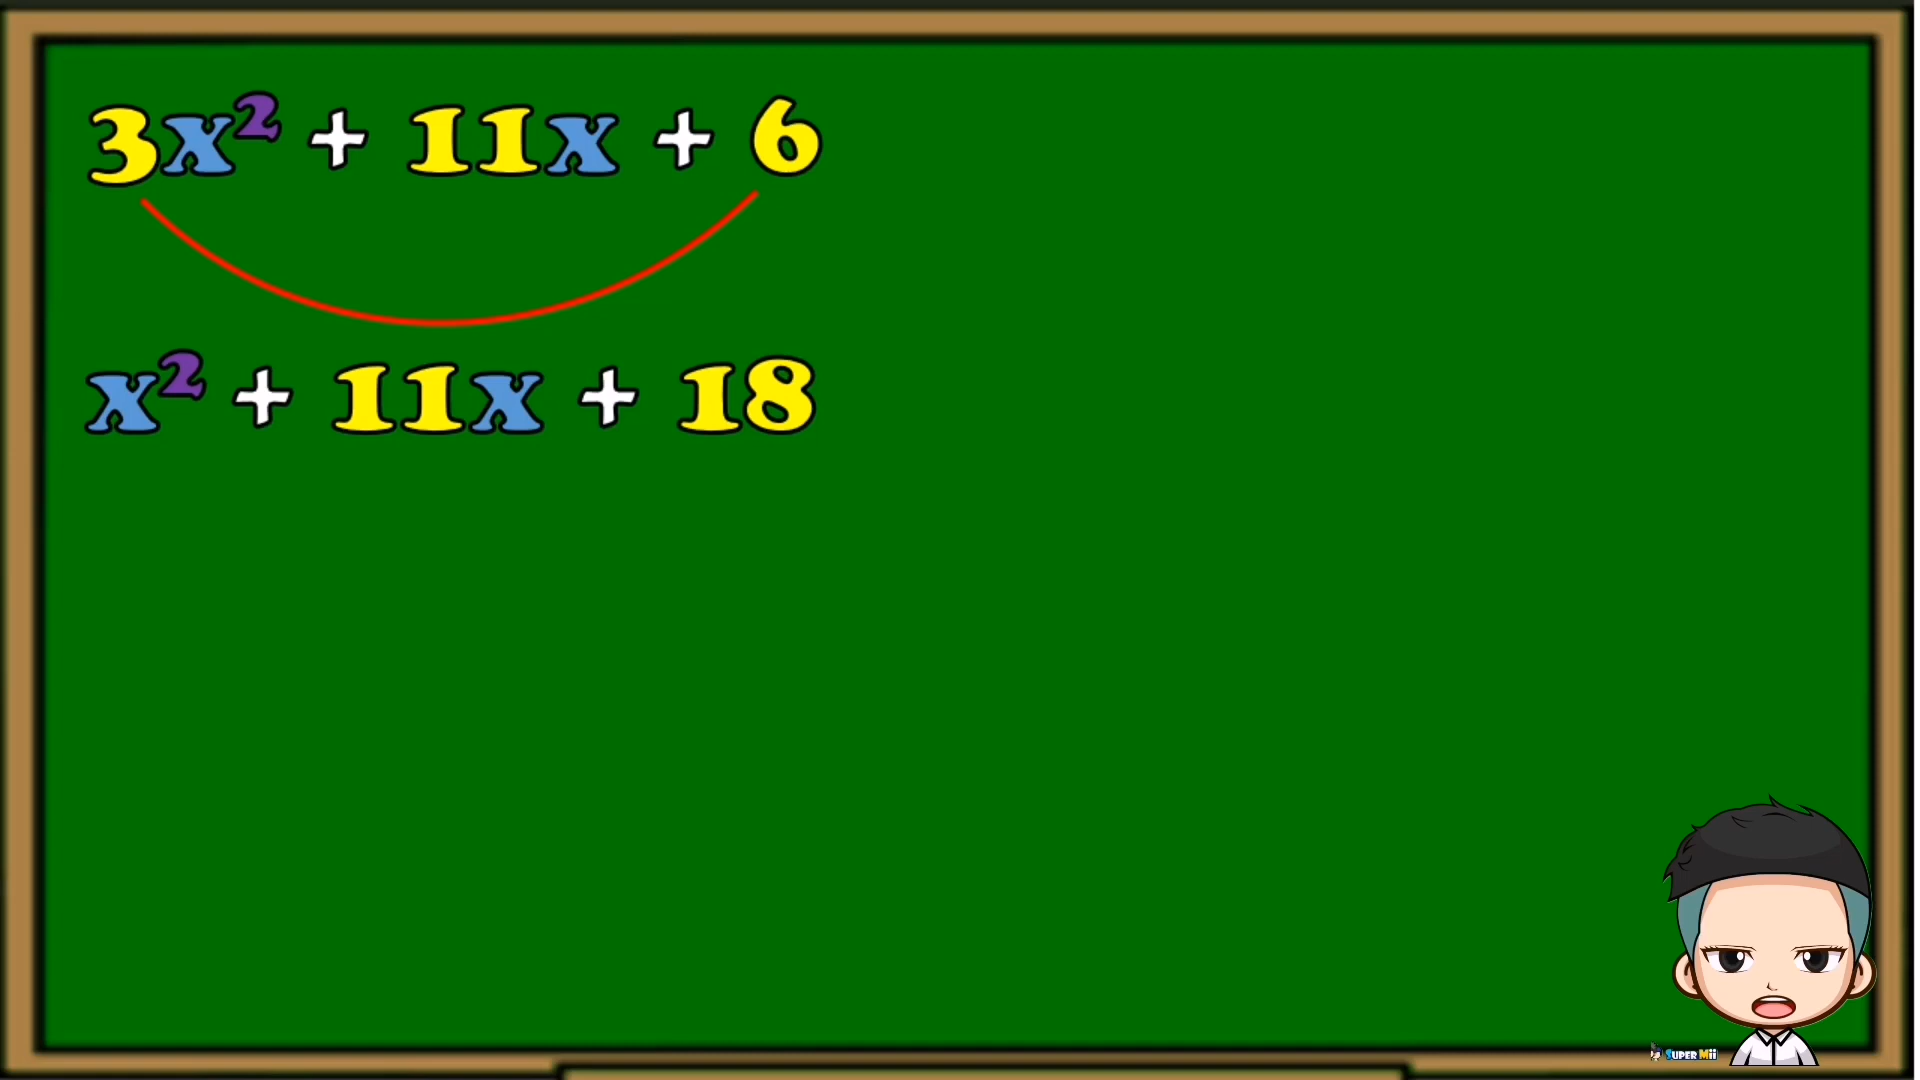 3x² + 11x + 6
x² + 11x + 18
SUPER Mii